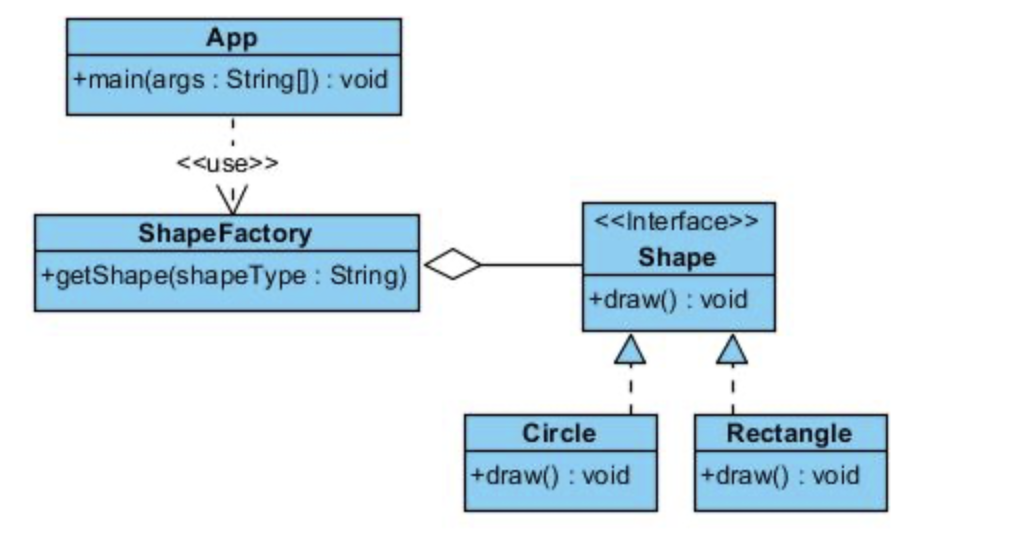 App
+main(args : String[]) : void
<<use>>
ShapeFactory
+getShape(shapeType : String)
<<Interface>>
Shape
+draw() : void
Circle
+draw() : void
Rectangle
+draw() : void